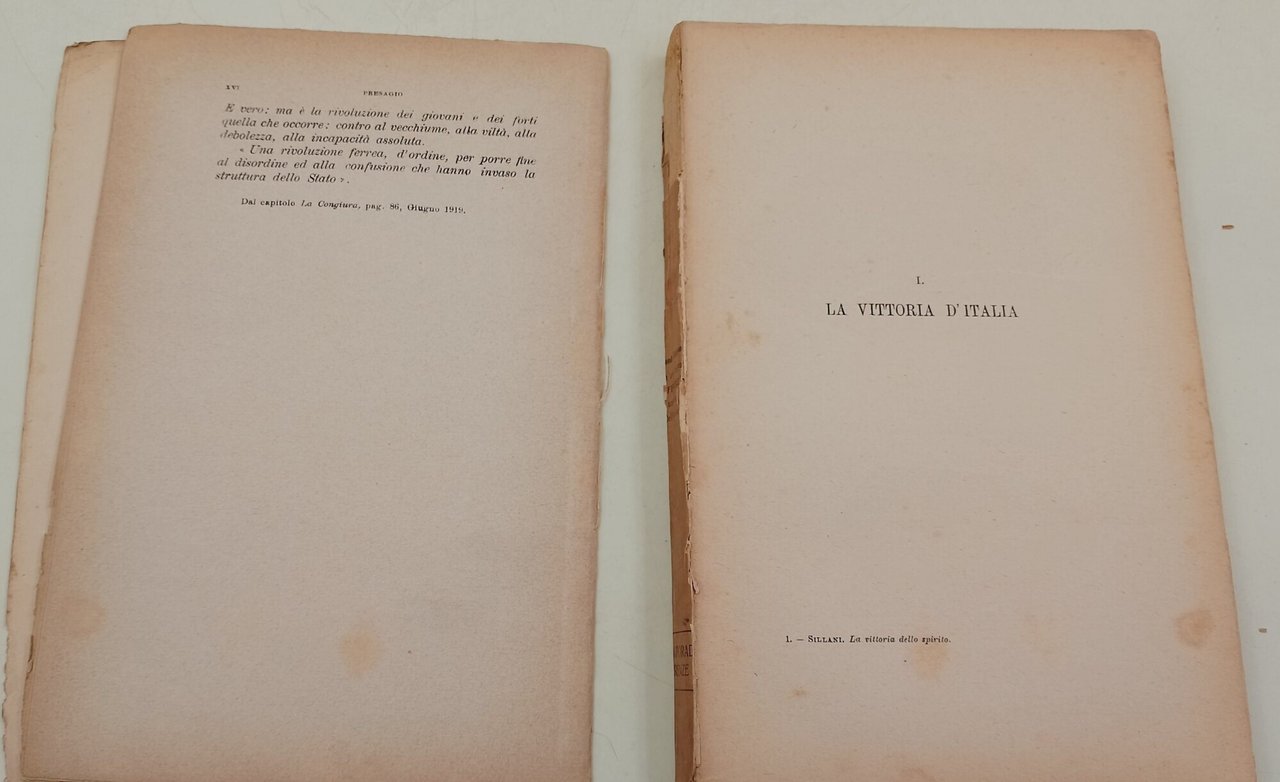 XVI
PRESAGIO
È vero: ma è la rivoluzione dei giovani e dei forti
quella che occorre; contro al vecchiume, alla viltà, alla
debolezza, alla incapacità assoluta.
« Una rivoluzione ferrea, d'ordine, per porre fine
al disordine ed alla confusione che hanno invaso la
struttura dello Stato ».
Dal capitolo La Congiura, pag. 86, Giugno 1919.
I.
LA VITTORIA D'ITALIA
1. — SILLANI. La vittoria dello spirito.